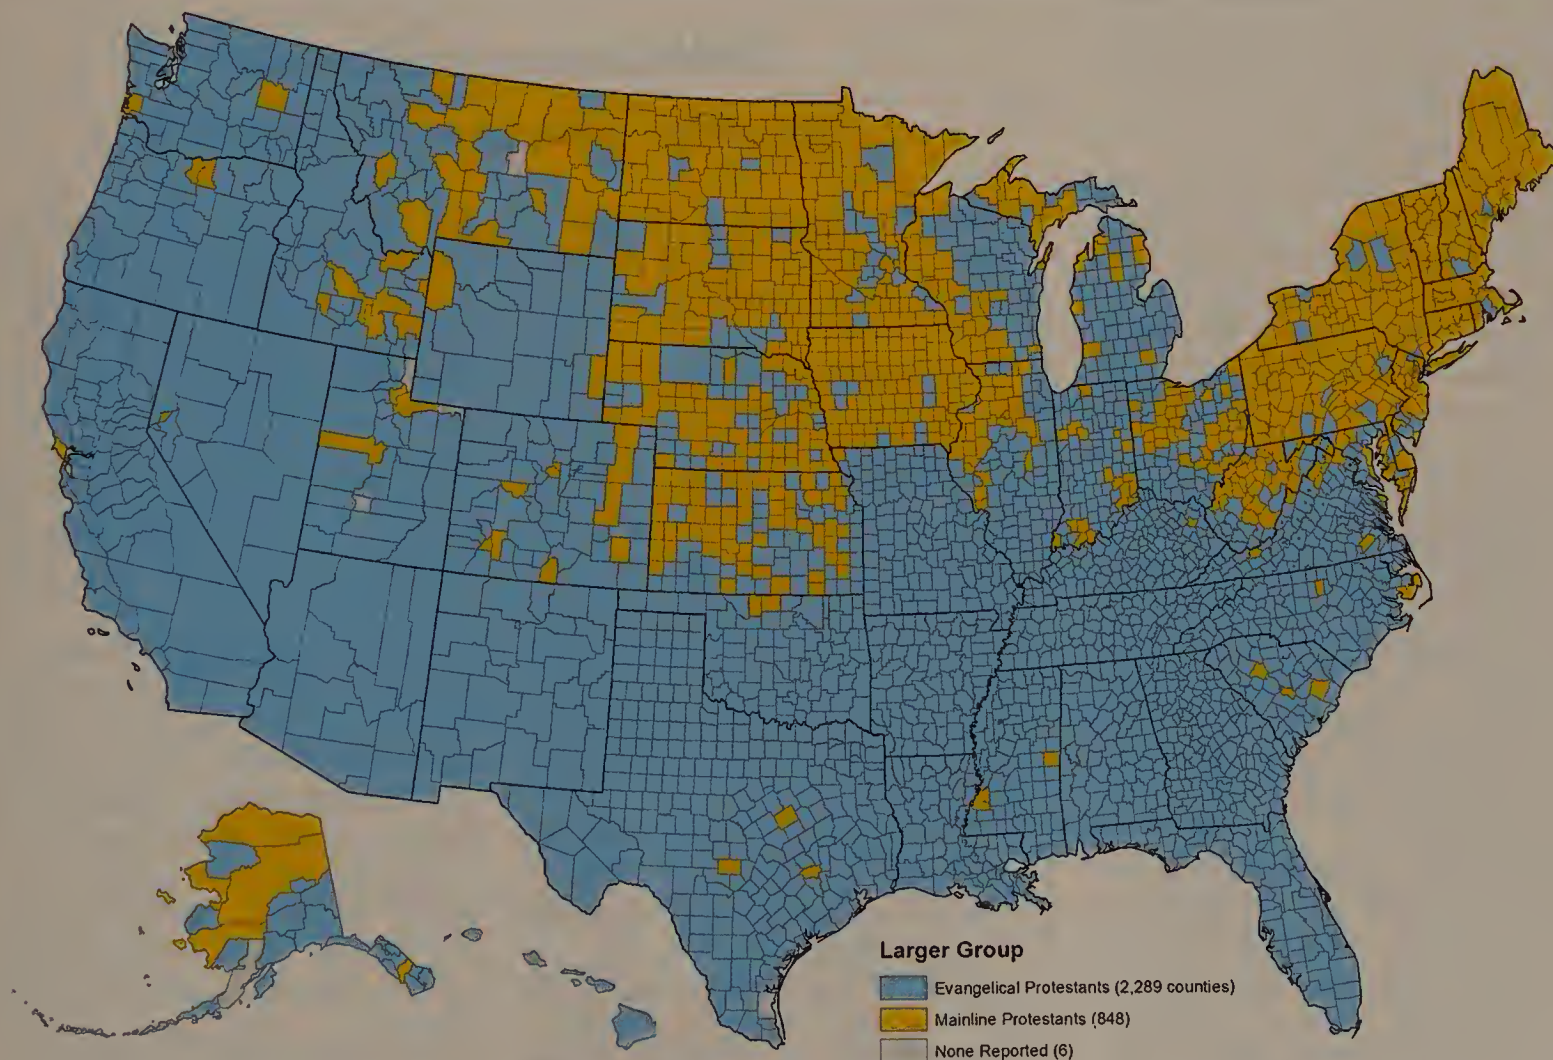 Larger Group
Evangelical Protestants (2,289 counties)
Mainline Protestants (848)
None Reported (6)